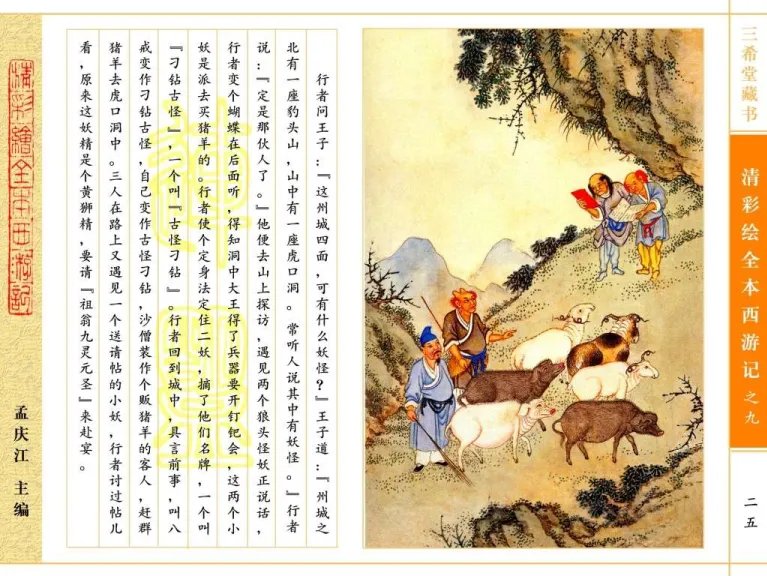 三希堂藏书
清彩绘全本西游记之九
二五
行者问王子：『这州城四面，可有什么妖怪？』王子道：『州城之
北有一座豹头山，山中有一座虎口洞。常听人说其中有妖怪。』行者
说：『定是那伙人了。』他便去山上探访，遇见两个狼头怪妖正说话，
行者变个蝴蝶在后面听，得知洞中大王得了兵器要开钉钯会，这两个小
妖是派去买猪羊的。行者使个定身法定住二妖，摘了他们名牌，一个叫
『刁钻古怪』，一个叫『古怪刁钻』。行者回到城中，具言前事，叫八
戒变作刁钻古怪，自己变作古怪刁钻，沙僧装作个贩猪羊的客人，赶群
猪羊去虎口洞中。三人在路上又遇见一个送请帖的小妖，行者讨过帖儿
看，原来这妖精是个黄狮精，要请『祖翁九灵元圣』来赴宴。
精彩绘全本西游记
孟庆江 主编